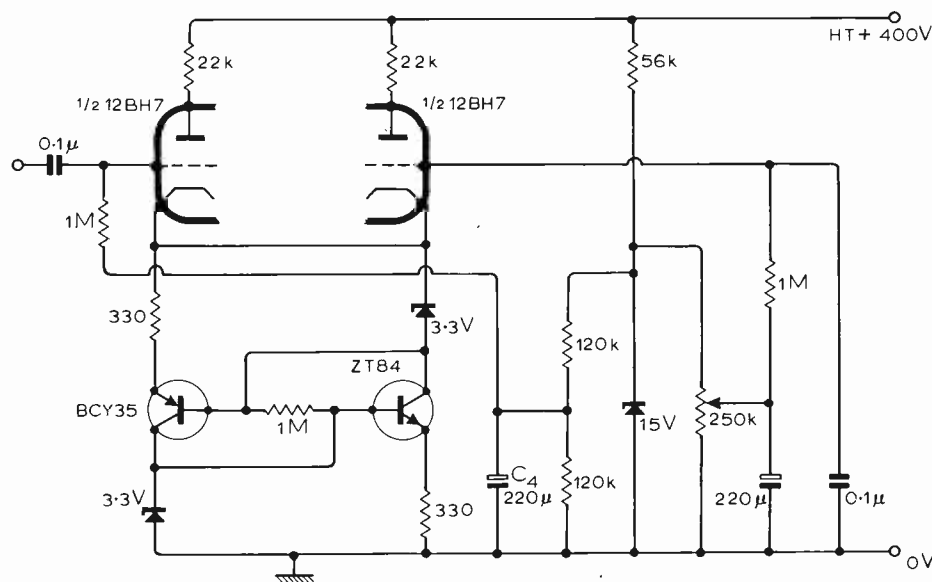 HT+ 400V
22k
22k
56k
½ 12BH7
½ 12BH7
0·1µ
1M
1M
330
3·3V
ZT84
120k
BCY35
1M
15V
250k
3·3V
C4
220µ
120k
330
220µ
0·1µ
0V